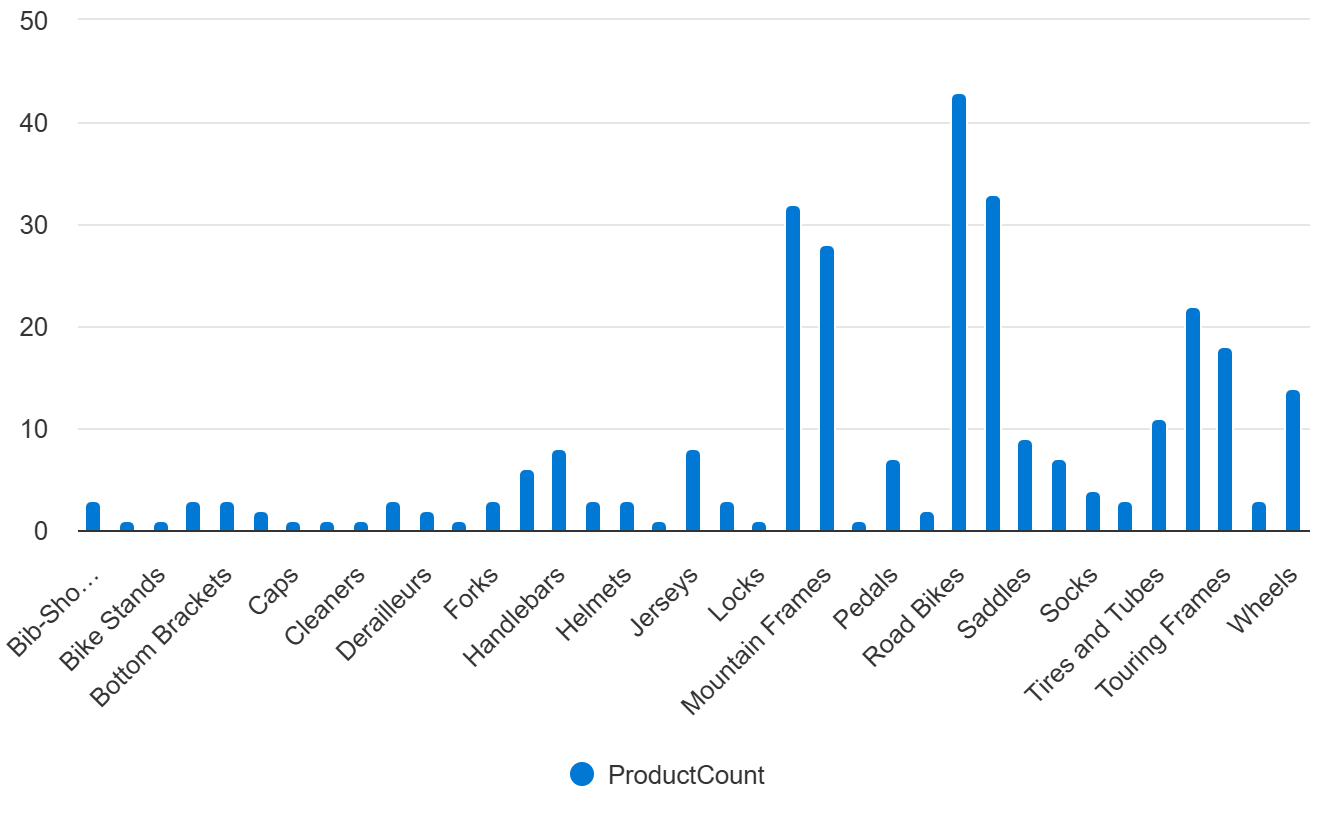 50
40
30
20
10
0
Bib-Sho...
Bike Stands
Bottom Brackets
Caps
Cleaners
Derailleurs
Forks
Handlebars
Helmets
Jerseys
Locks
Mountain Frames
Pedals
Road Bikes
Saddles
Socks
Tires and Tubes
Touring Frames
Wheels
ProductCount